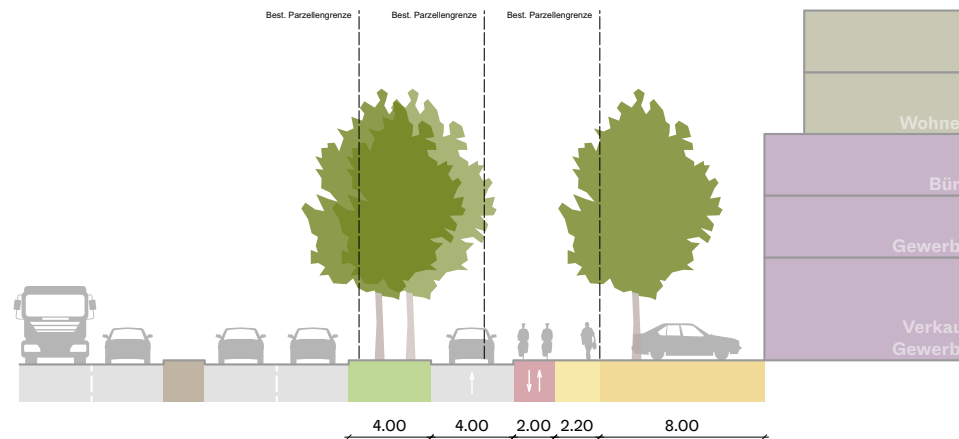 Best. Parzellengrenze Best. Parzellengrenze Best. Parzellengrenze
Wohne
Bür
Gewerb
Verkau
Gewerb
4.00 4.00 2.00 2.20 8.00